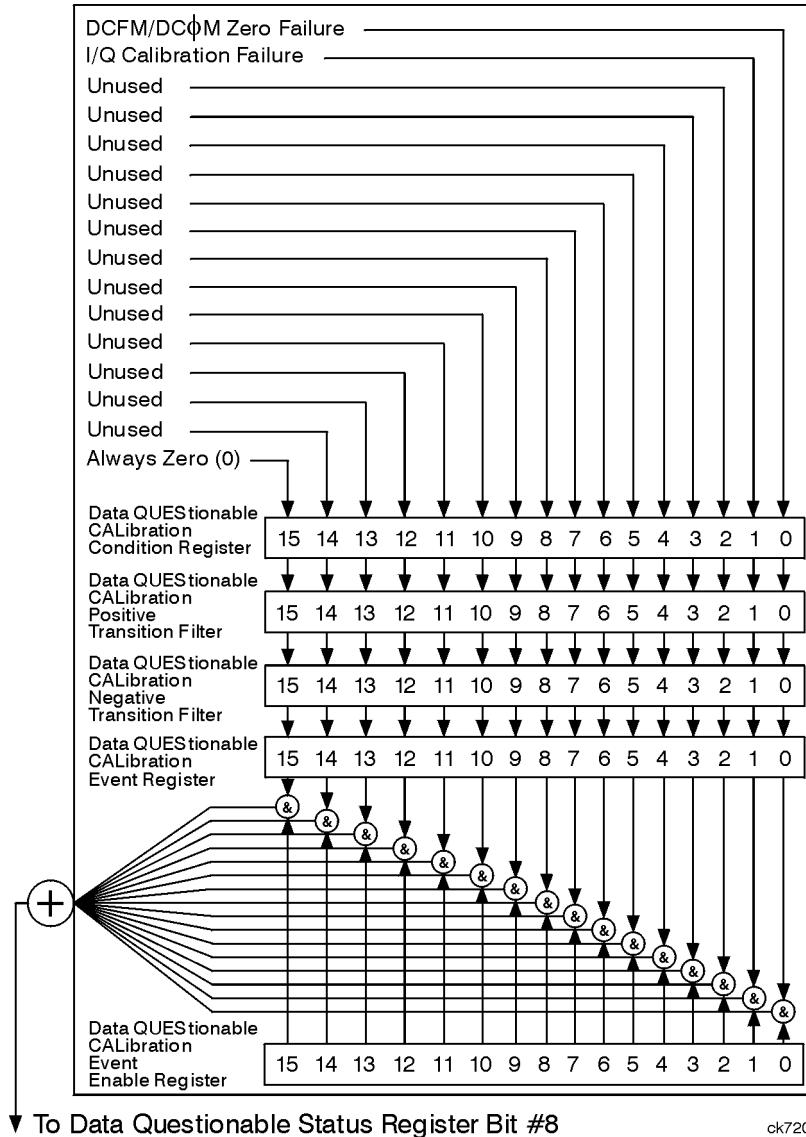 DCFM/DCϕM Zero Failure
I/Q Calibration Failure
Unused
Unused
Unused
Unused
Unused
Unused
Unused
Unused
Unused
Unused
Unused
Unused
Unused
Always Zero (0)
Data QUEStionable
CALibration
Condition Register
15 14 13 12 11 10 9 8 7 6 5 4 3 2 1 0
Data QUEStionable
CALibration
Positive
Transition Filter
15 14 13 12 11 10 9 8 7 6 5 4 3 2 1 0
Data QUEStionable
CALibration
Negative
Transition Filter
15 14 13 12 11 10 9 8 7 6 5 4 3 2 1 0
Data QUEStionable
CALibration
Event Register
15 14 13 12 11 10 9 8 7 6 5 4 3 2 1 0
& & & & & & & & & & & & & & & &
+
Data QUEStionable
CALibration
Event
Enable Register
15 14 13 12 11 10 9 8 7 6 5 4 3 2 1 0
To Data Questionable Status Register Bit #8
ck720